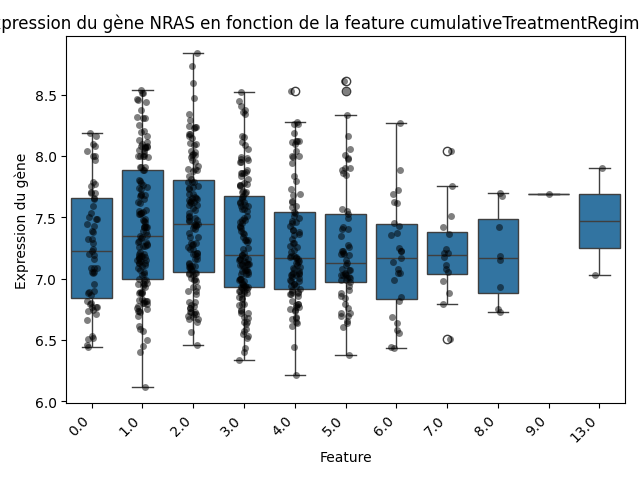 pression du gène NRAS en fonction de la feature cumulativeTreatmentRegim
Expression du gène
8.5
8.0
7.5
7.0
6.5
6.0
0.0 1.0 2.0 3.0 4.0 5.0 6.0 7.0 8.0 9.0 13.0
Feature